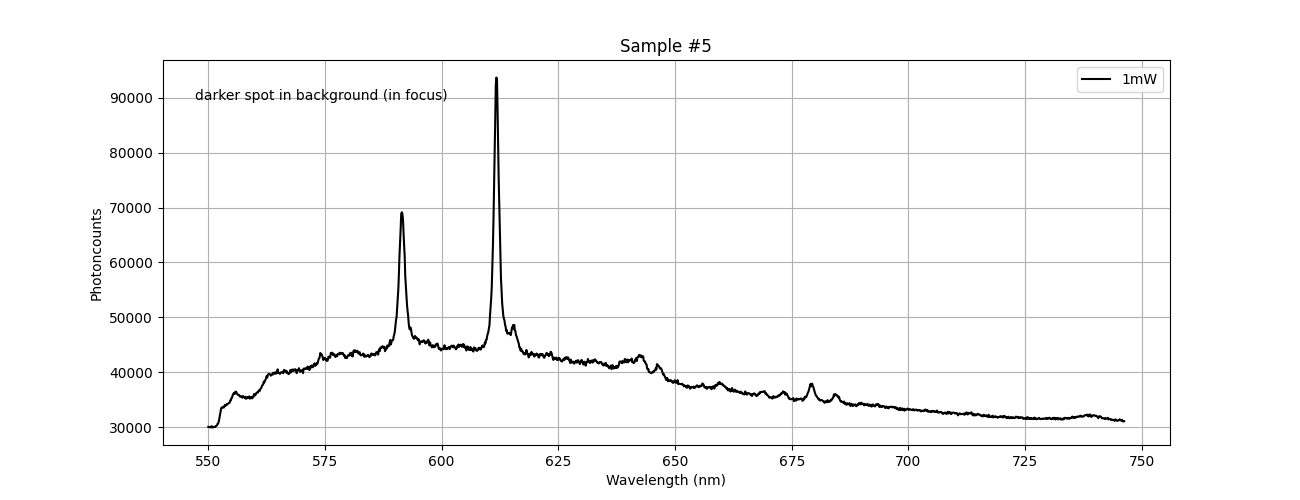 Sample #5
darker spot in background (in focus)
1mW
Photoncounts
90000
80000
70000
60000
50000
40000
30000
550 575 600 625 650 675 700 725 750
Wavelength (nm)